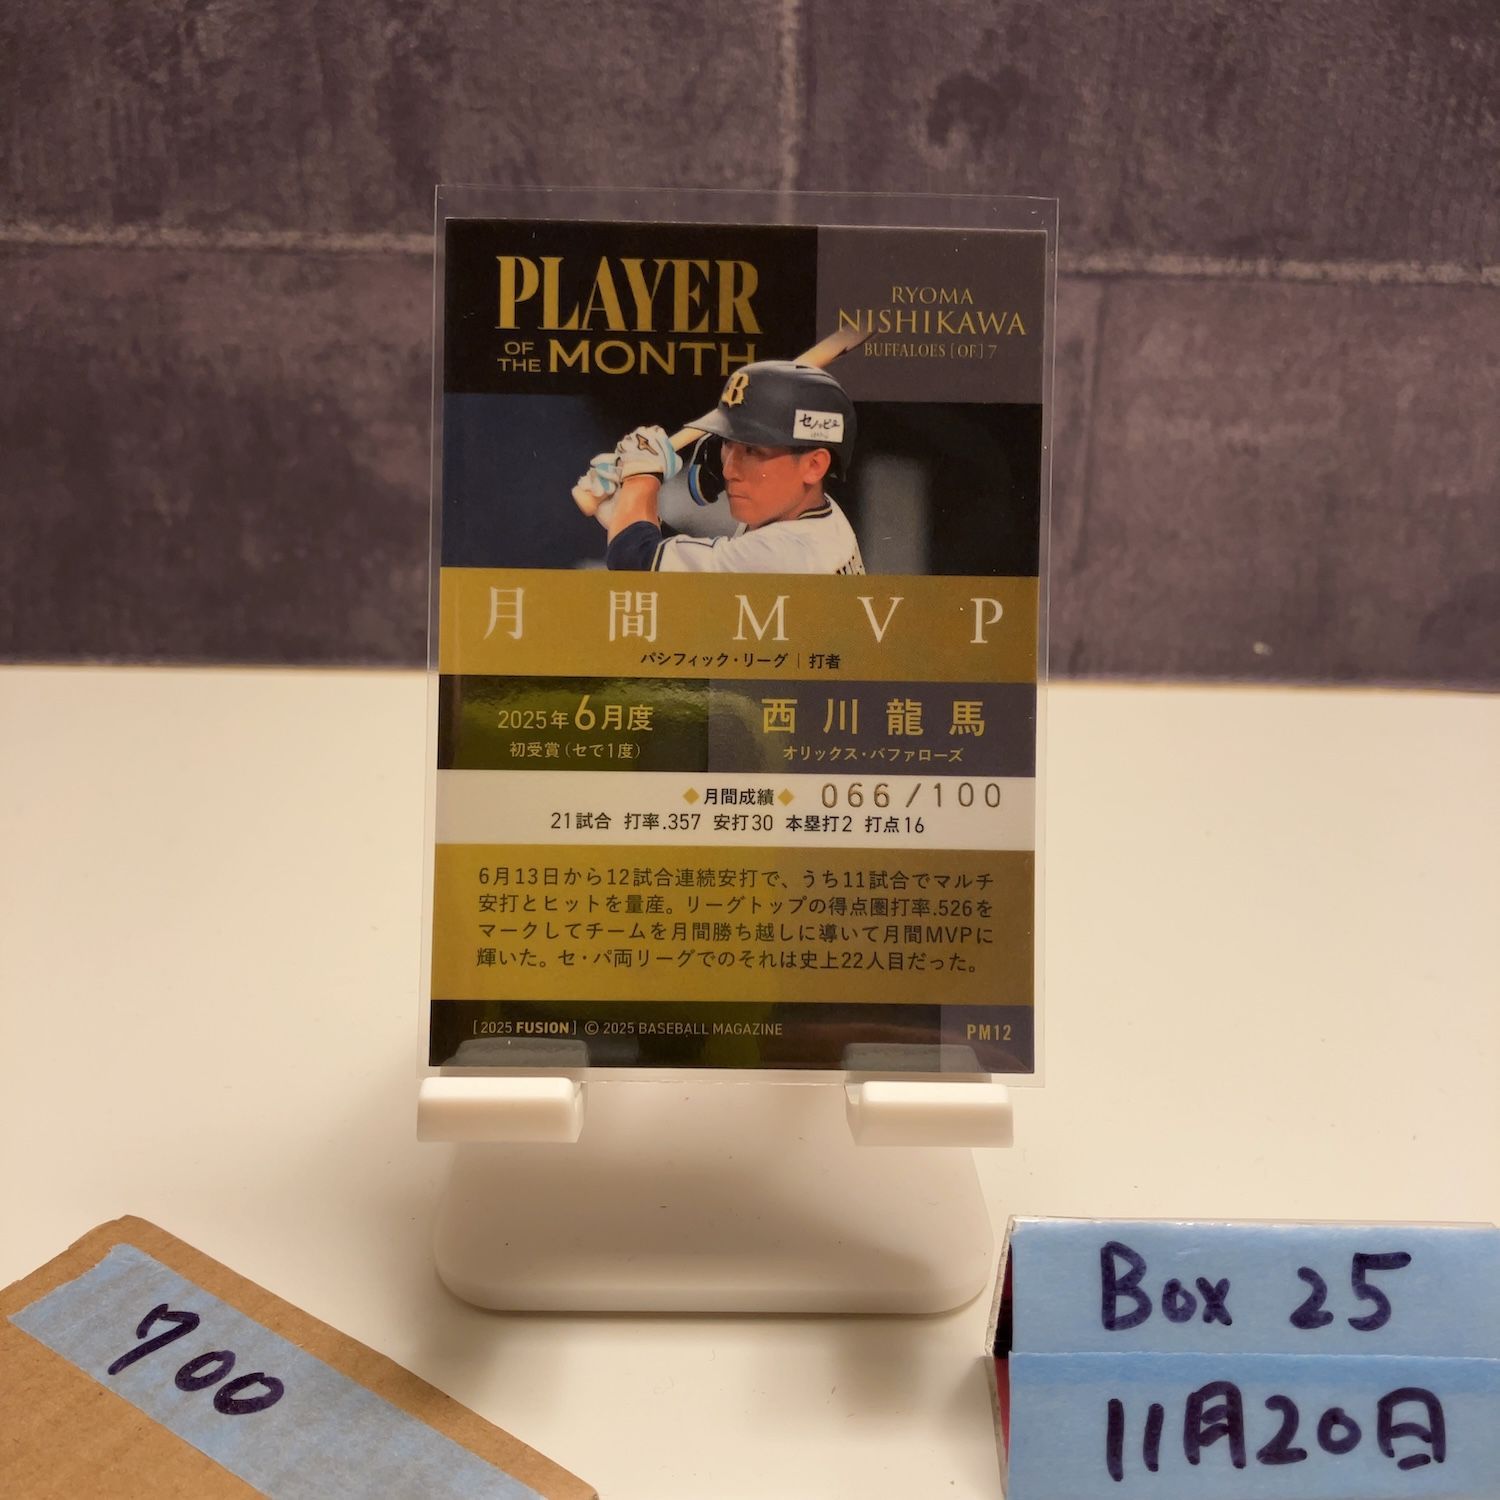 PLAYER
OF THE MONTH
RYOMA
NISHIKAWA
BUFFALOES [OF] 7
B
月間MVP
パシフィック・リーグ | 打者
2025年6月度
初受賞(セで1度)
西川龍馬
オリックス・バファローズ
◆月間成績◆ 066/100
21試合 打率.357 安打30 本塁打2 打点16
6月13日から12試合連続安打で、うち11試合でマルチ
安打とヒットを量産。リーグトップの得点圏打率.526を
マークしてチームを月間勝ち越しに導いて月間MVPに
輝いた。セ・パ両リーグでのそれは史上22人目だった。
[2025 FUSION] © 2025 BASEBALL MAGAZINE
PM12
700
Box 25
11月20日